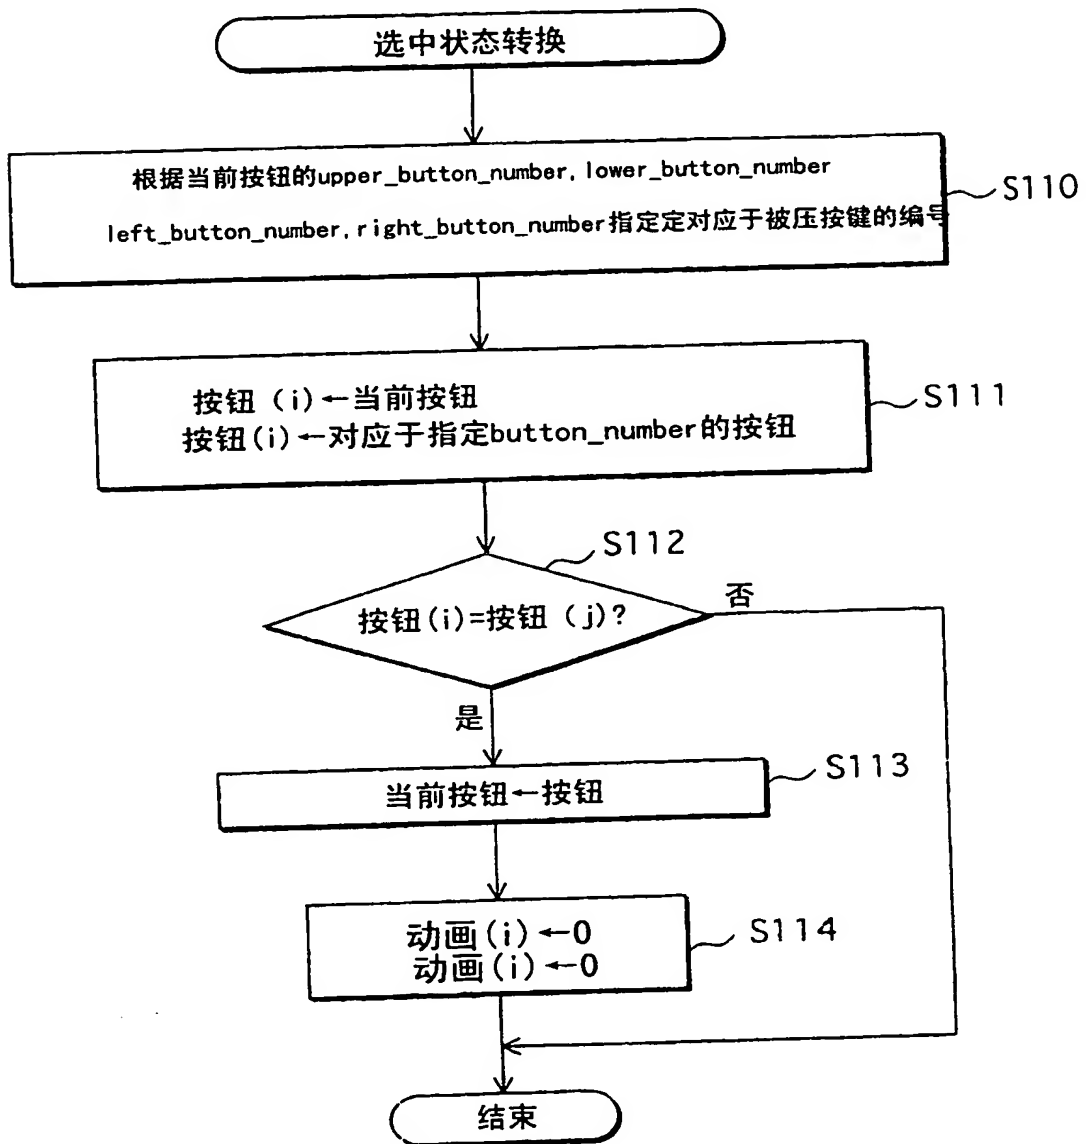 选中状态转换
根据当前按钮的upper_button_number, lower_button_number
left_button_number, right_button_number指定定对应于被压按键的编号
S110
按钮 (i)←当前按钮
按钮(i)←对应于指定button_number的按钮
S111
S112
按钮(i)=按钮 (j)?
否
是
当前按钮←按钮
S113
动画(i)←0
动画(i)←0
S114
结束